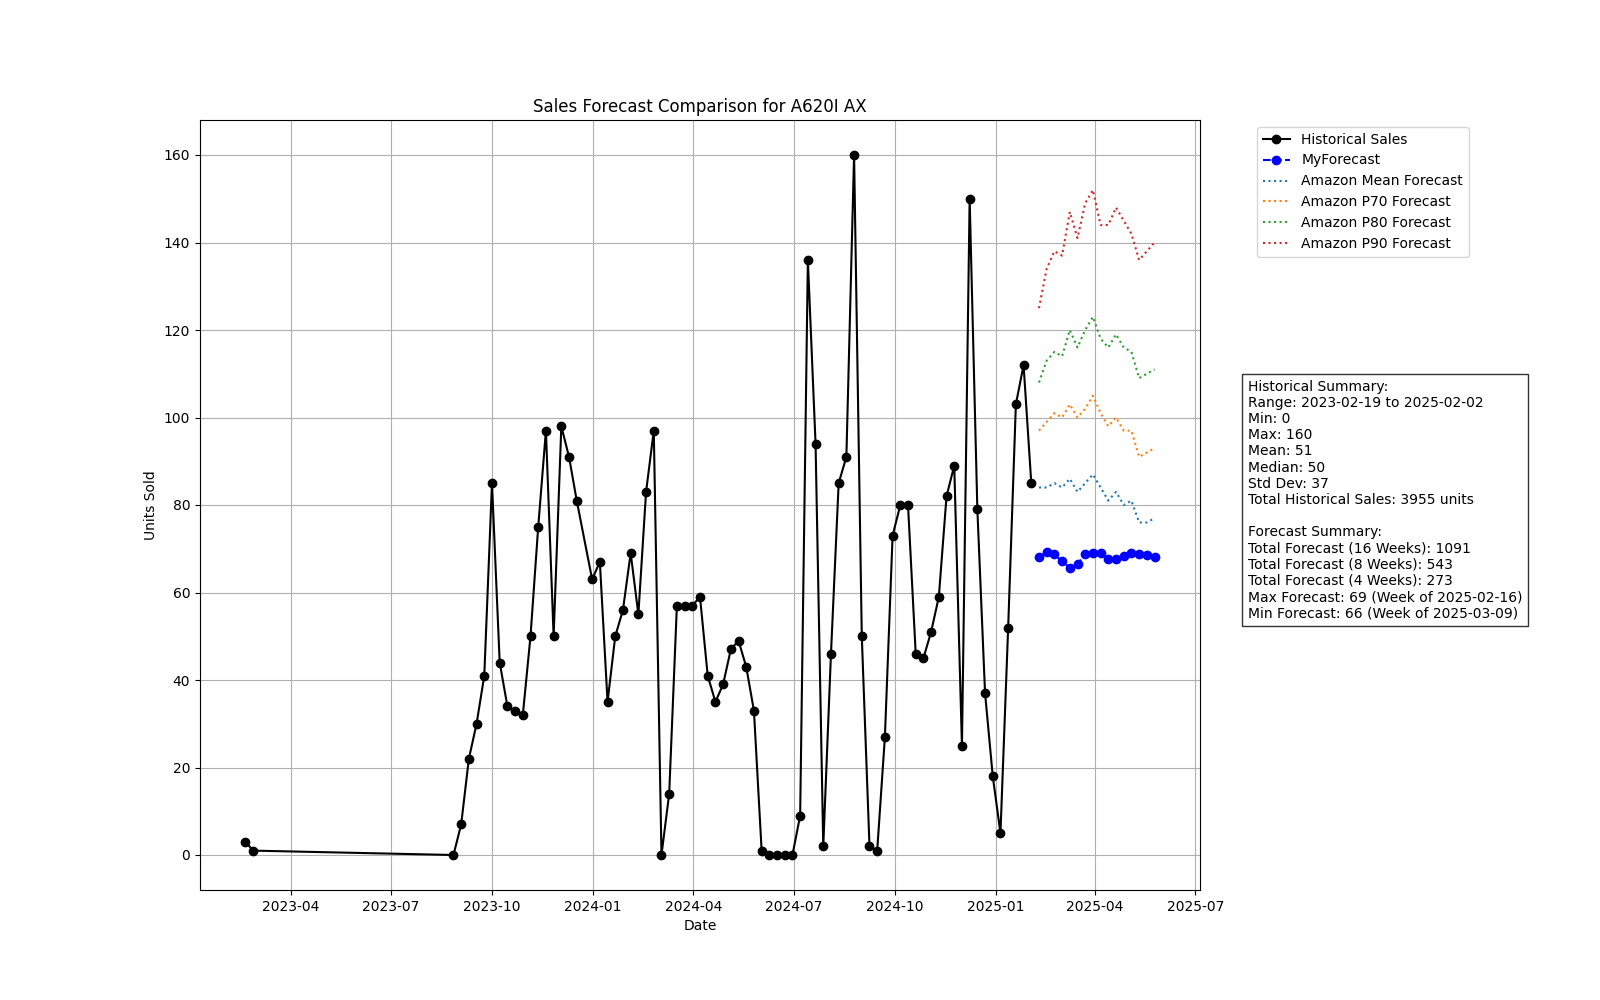 Sales Forecast Comparison for A620I AX
Historical Sales
MyForecast
Amazon Mean Forecast
Amazon P70 Forecast
Amazon P80 Forecast
Amazon P90 Forecast
160
140
120
100
80
60
40
20
0
Units Sold
2023-04
2023-07
2023-10
2024-01
2024-04
2024-07
2024-10
2025-01
2025-04
2025-07
Date
Historical Summary:
Range: 2023-02-19 to 2025-02-02
Min: 0
Max: 160
Mean: 51
Median: 50
Std Dev: 37
Total Historical Sales: 3955 units
Forecast Summary:
Total Forecast (16 Weeks): 1091
Total Forecast (8 Weeks): 543
Total Forecast (4 Weeks): 273
Max Forecast: 69 (Week of 2025-02-16)
Min Forecast: 66 (Week of 2025-03-09)